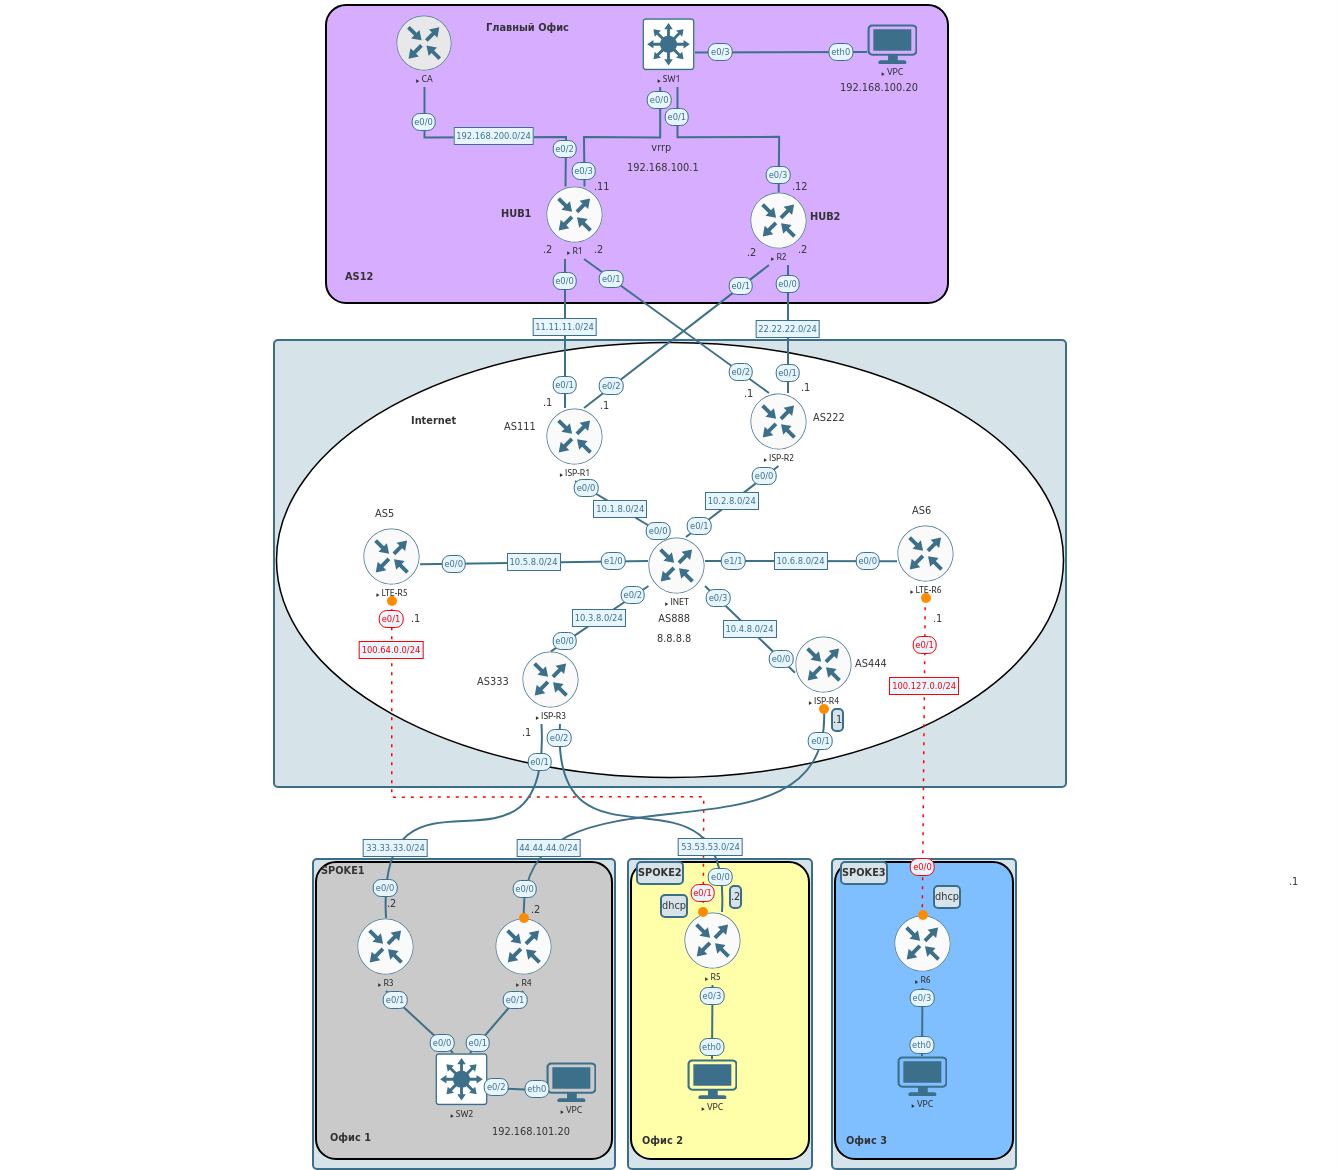 Главный Офис
CA
SW1
e0/3
eth0
VPC
192.168.100.20
e0/0
192.168.200.0/24
e0/2
e0/0
e0/1
vrrp
192.168.100.1
e0/3
.11
e0/3
.12
HUB1
HUB2
.2
R1
.2
.2
R2
.2
AS12
e0/0
e0/1
e0/1
e0/0
11.11.11.0/24
22.22.22.0/24
e0/1
e0/2
e0/2
e0/1
.1
.1
.1
.1
Internet
AS111
AS222
ISP-R1
ISP-R2
e0/0
e0/0
10.1.8.0/24
10.2.8.0/24
AS5
AS6
e0/0
e0/1
e0/0
10.5.8.0/24
e1/0
e1/1
10.6.8.0/24
e0/0
LTE-R5
INET
LTE-R6
e0/2
e0/3
e0/1
.1
10.3.8.0/24
AS888
10.4.8.0/24
.1
8.8.8.8
100.64.0.0/24
e0/0
e0/0
e0/1
AS333
AS444
100.127.0.0/24
ISP-R3
ISP-R4
.1
.1
e0/2
e0/1
e0/1
33.33.33.0/24
44.44.44.0/24
53.53.53.0/24
SPOKE1
SPOKE2
SPOKE3
e0/0
e0/0
e0/0
e0/0
e0/1
.1
.2
.2
dhcp
.2
dhcp
R3
R4
R5
R6
e0/1
e0/1
e0/3
e0/3
e0/0
e0/1
eth0
eth0
e0/2
eth0
SW2
VPC
VPC
VPC
192.168.101.20
Офис 1
Офис 2
Офис 3